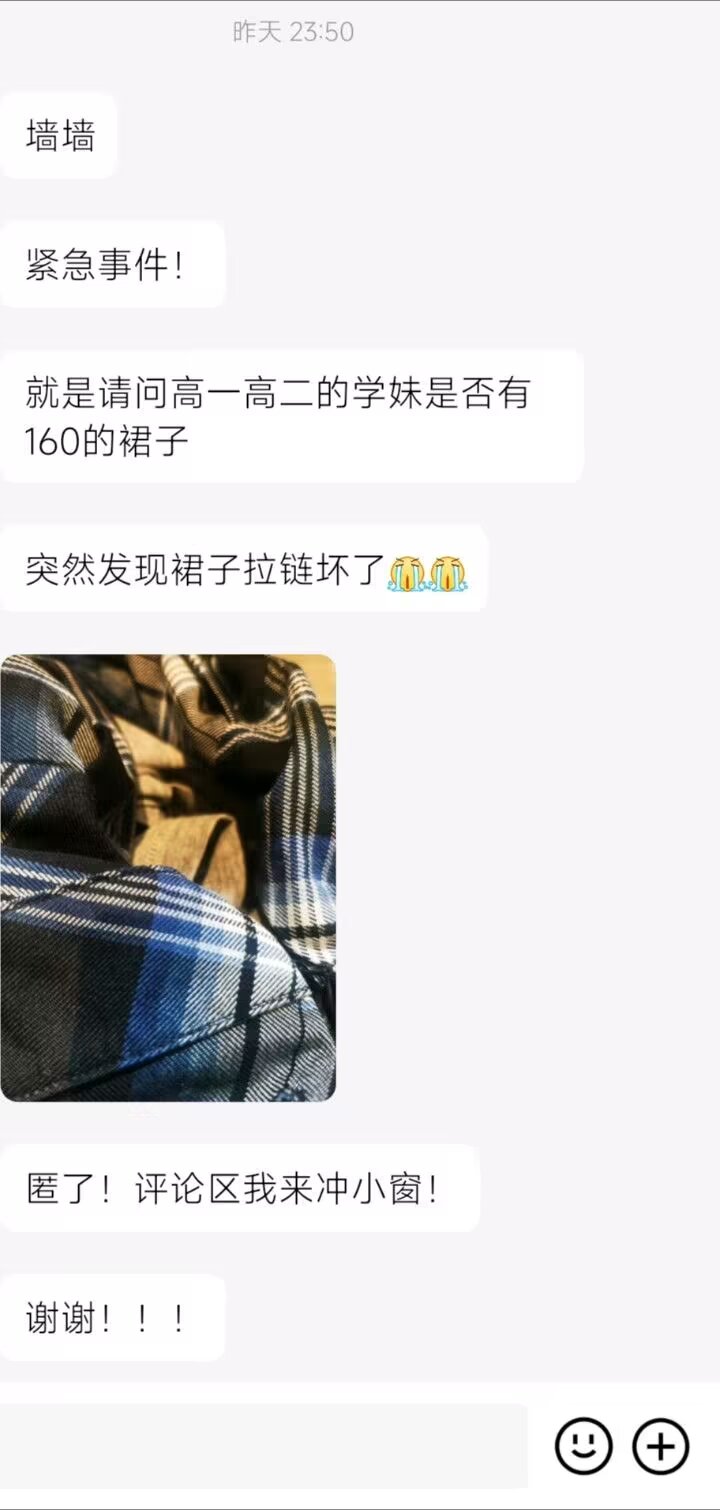 昨天 23:50
墙墙
紧急事件！
就是请问高一高二的学妹是否有
160的裙子
突然发现裙子拉链坏了😭😭
匿了！评论区我来冲小窗！
谢谢！！！